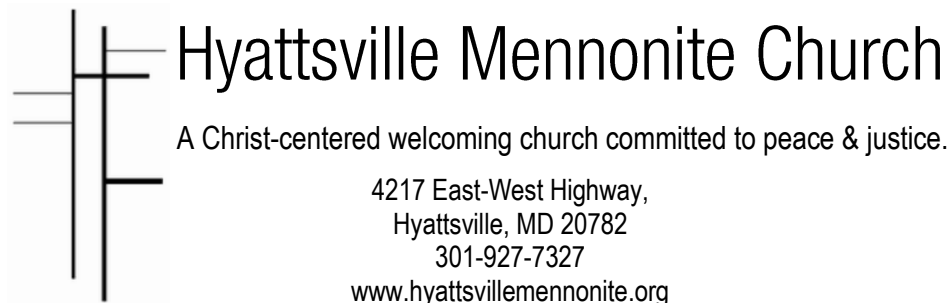 Hyattsville Mennonite Church
A Christ-centered welcoming church committed to peace & justice.
4217 East-West Highway,
Hyattsville, MD 20782
301-927-7327
www.hyattsvillemennonite.org